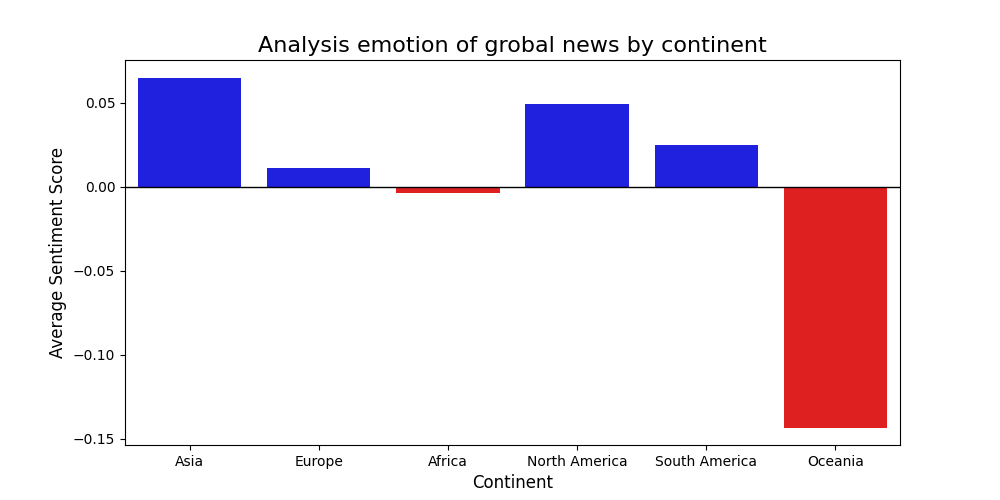 Analysis emotion of grobal news by continent
Average Sentiment Score
0.05
0.00
−0.05
−0.10
−0.15
Asia Europe Africa North America South America Oceania
Continent